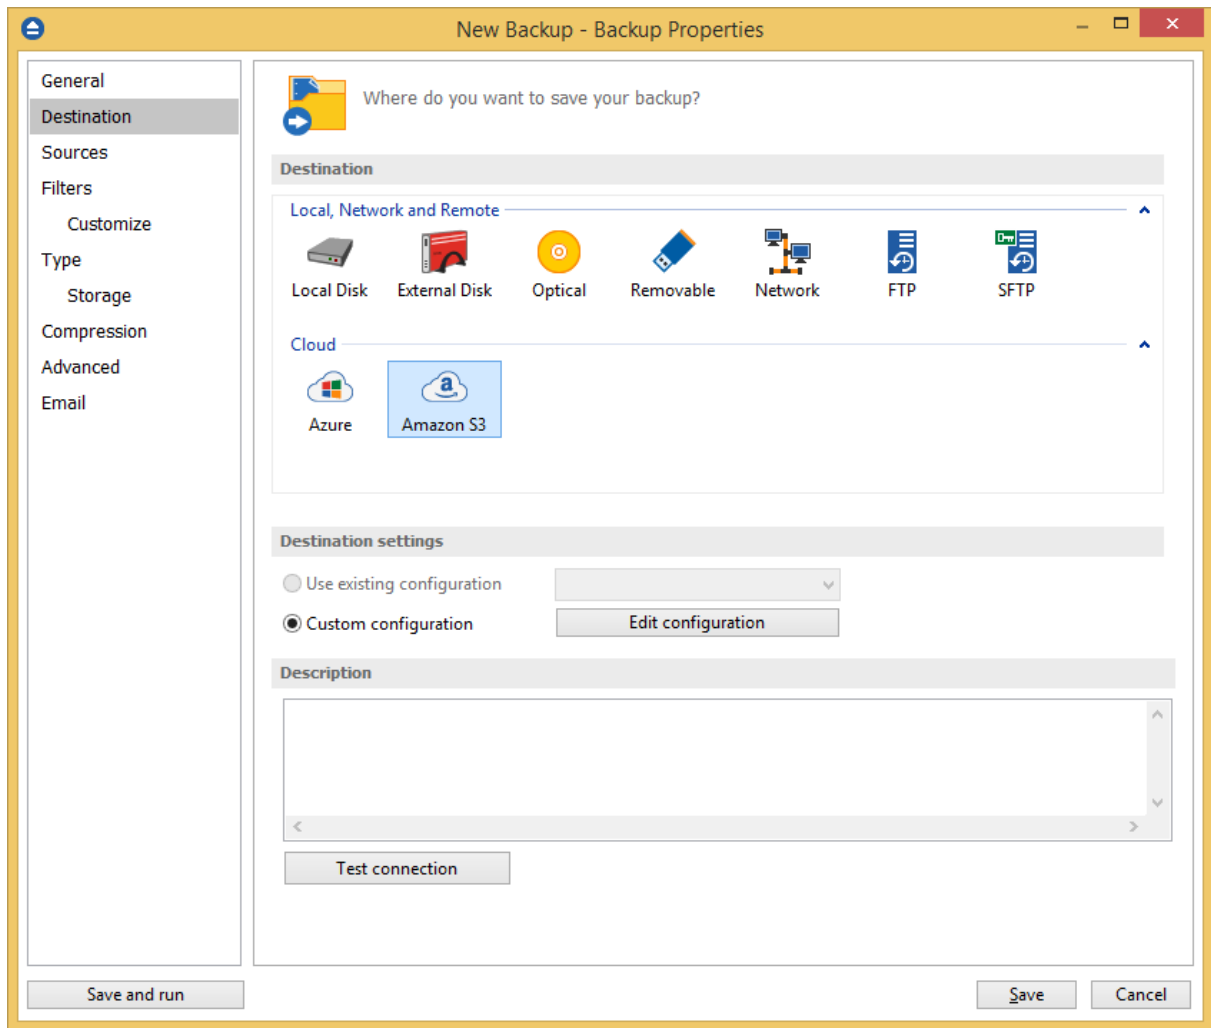 New Backup - Backup Properties
General
Destination
Sources
Filters
Customize
Type
Storage
Compression
Advanced
Email
Where do you want to save your backup?
Destination
Local, Network and Remote
Local Disk External Disk Optical Removable Network FTP SFTP
Cloud
Azure Amazon S3
Destination settings
Use existing configuration
Custom configuration Edit configuration
Description
Test connection
Save and run Save Cancel